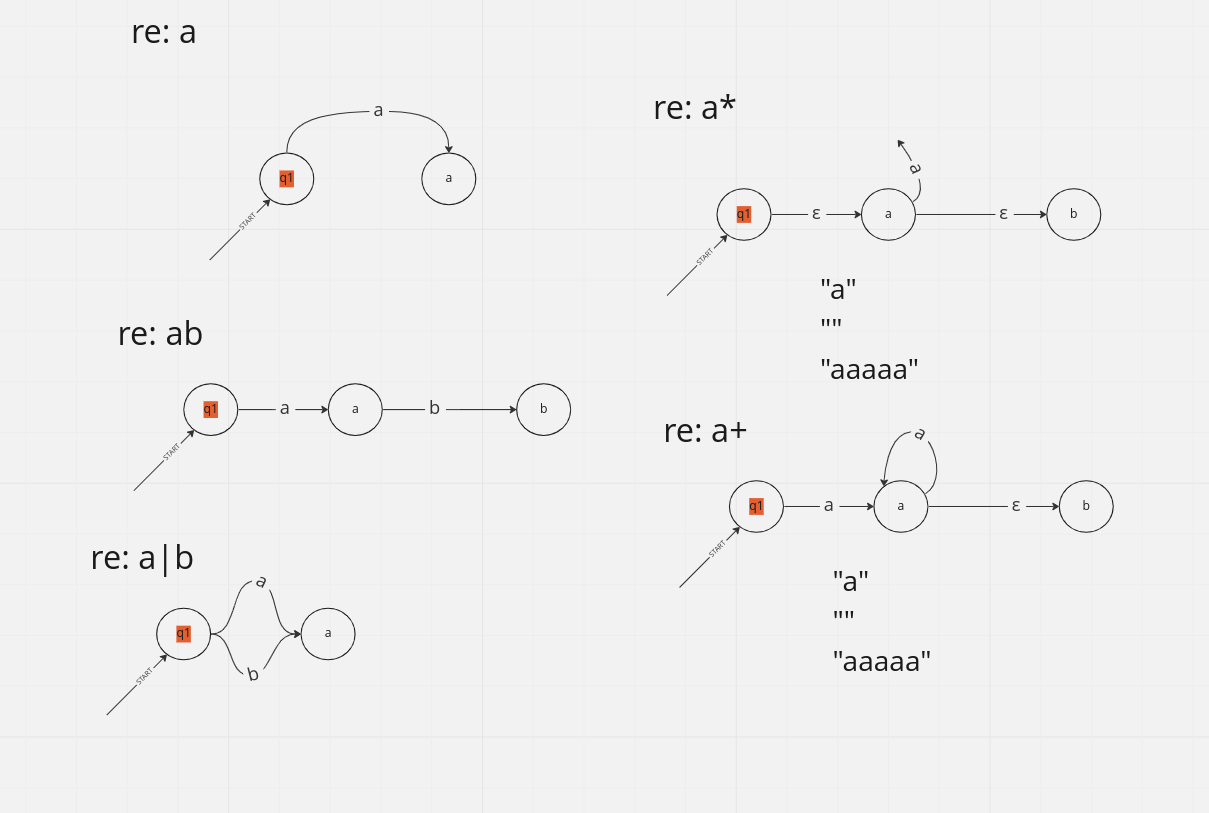 re: a
a
q1
a
START
re: ab
q1
a
a
b
b
START
re: a|b
a
q1
a
b
START
re: a*
a
q1
ε
a
ε
b
START
"a"
""
"aaaaa"
re: a+
a
q1
a
a
ε
b
START
"a"
""
"aaaaa"